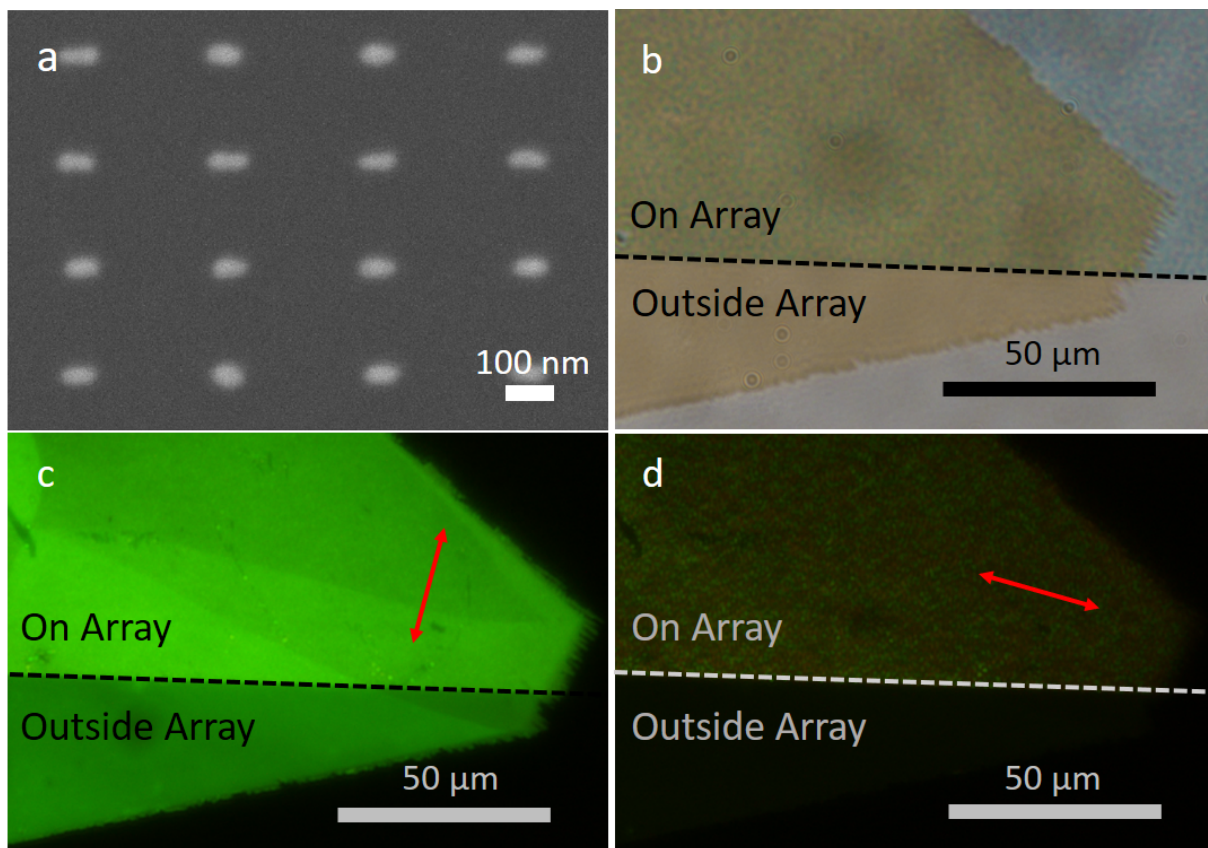 a
100 nm
b
On Array
Outside Array
50 µm
c
On Array
Outside Array
50 µm
d
On Array
Outside Array
50 µm